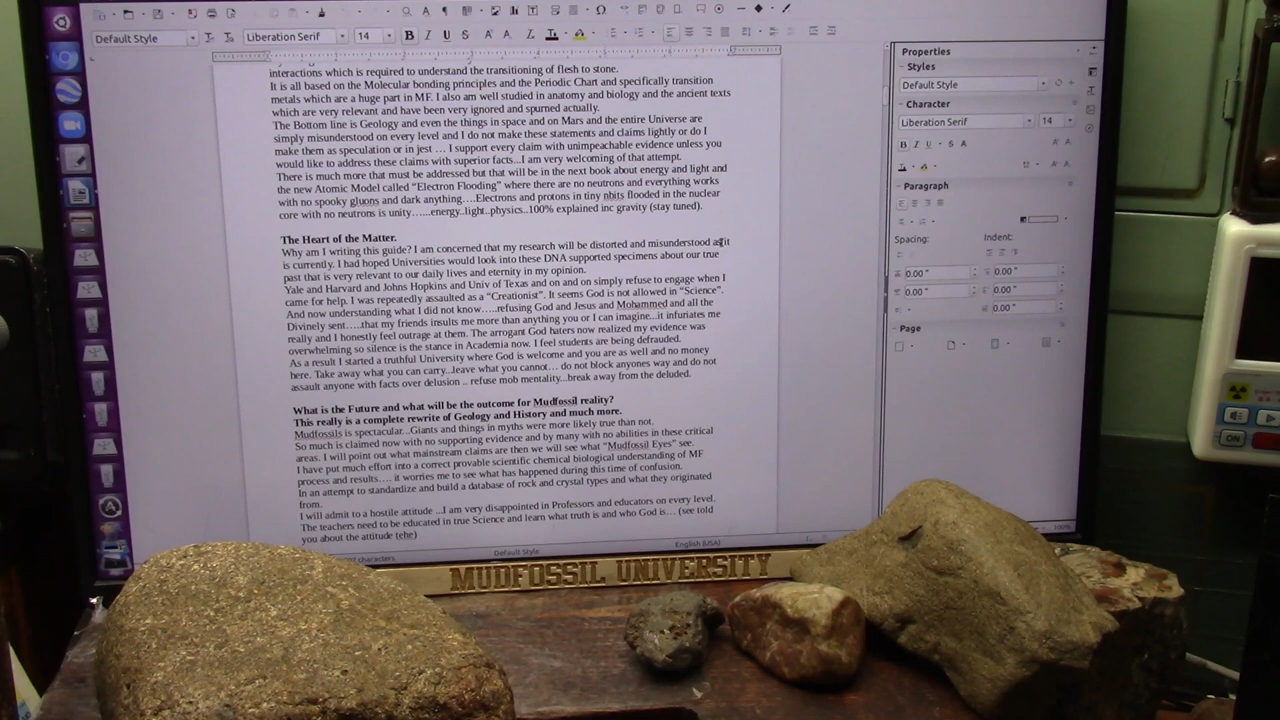 Default Style
Liberation Serif
14
interactions which is required to understand the transitioning of flesh to stone.
It is all based on the Molecular bonding principles and the Periodic Chart and specifically transition
metals which are a huge part in MF. I also am well studied in anatomy and biology and the ancient texts
which are very relevant and have been very ignored and spurned actually.
The Bottom line is Geology and even the things in space and on Mars and the entire Universe are
simply misunderstood on every level and I do not make these statements and claims lightly or do I
make them as speculation or in jest … I support every claim with unimpeachable evidence unless you
would like to address these claims with superior facts...I am very welcoming of that attempt.
There is much more that must be addressed but that will be in the next book about energy and light and
the new Atomic Model called “Electron Flooding” where there are no neutrons and everything works
with no spooky gluons and dark anything….Electrons and protons in tiny nbits flooded in the nuclear
core with no neutrons is unity…...energy..light..physics..100% explained inc gravity (stay tuned).
The Heart of the Matter.
Why am I writing this guide? I am concerned that my research will be distorted and misunderstood as it
is currently. I had hoped Universities would look into these DNA supported specimens about our true
past that is very relevant to our daily lives and eternity in my opinion.
Yale and Harvard and Johns Hopkins and Univ of Texas and on and on simply refuse to engage when I
came for help. I was repeatedly assaulted as a “Creationist”. It seems God is not allowed in “Science”.
And now understanding what I did not know…..refusing God and Jesus and Mohammed and all the
Divinely sent…..that my friends insults me more than anything you or I can imagine...it infuriates me
really and I honestly feel outrage at them. The arrogant God haters now realized my evidence was
overwhelming so silence is the stance in Academia now. I feel students are being defrauded.
As a result I started a truthful University where God is welcome and you are as well and no money
here. Take away what you can carry...leave what you cannot… do not block anyones way and do not
assault anyone with facts over delusion .. refuse mob mentality...break away from the deluded.
What is the Future and what will be the outcome for Mudfossil reality?
This really is a complete rewrite of Geology and History and much more.
Mudfossils is spectacular...Giants and things in myths were more likely true than not.
So much is claimed now with no supporting evidence and by many with no abilities in these critical
areas. I will point out what mainstream claims are then we will see what “Mudfossil Eyes” see.
I have put much effort into a correct provable scientific chemical biological understanding of MF
process and results…. it worries me to see what has happened during this time of confusion.
In an attempt to standardize and build a database of rock and crystal types and what they originated
from.
I will admit to a hostile attitude ...I am very disappointed in Professors and educators on every level.
The teachers need to be educated in true Science and learn what truth is and who God is… (see told
you about the attitude tehe)
characters
Default Style
English (USA)
100%
Properties
Styles
Default Style
Character
Liberation Serif
14
Paragraph
Spacing:
Indent:
0.00 "
0.00 "
0.00 "
0.00 "
0.00 "
Page
MUDFOSSIL UNIVERSITY
ON